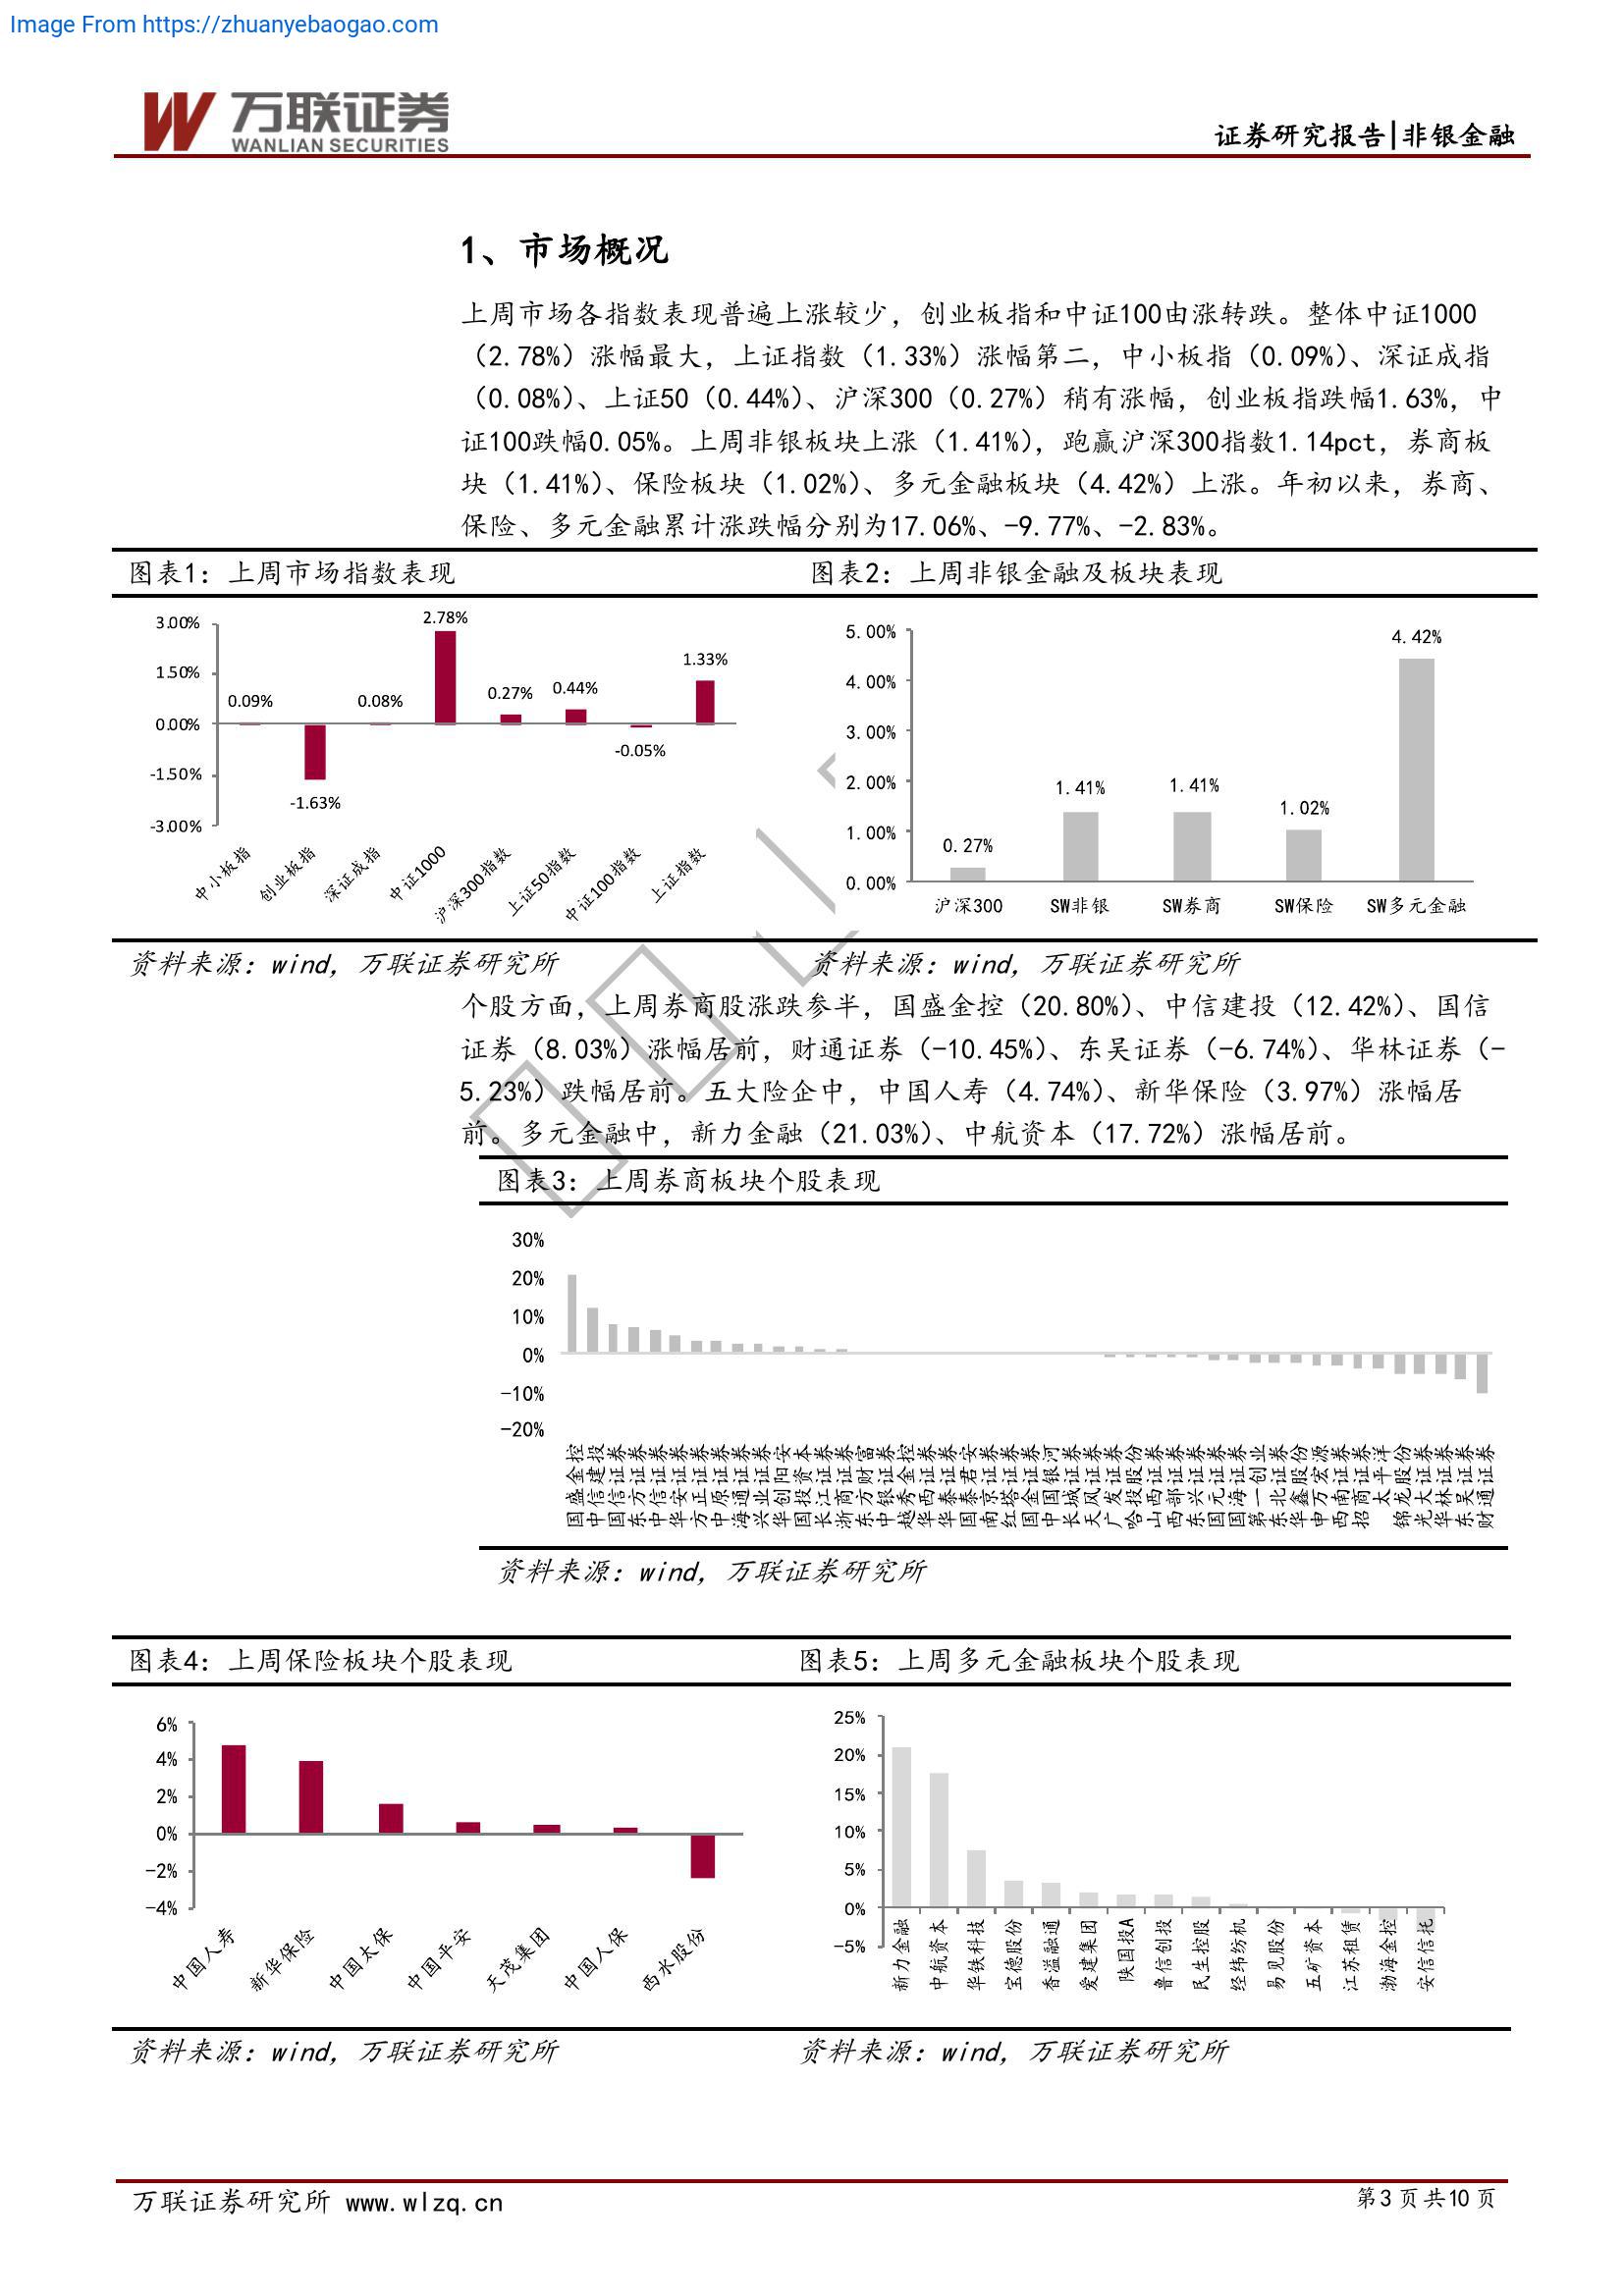 Image From https://zhuanyebaogao.com
万联证券
WANLIAN SECURITIES
证券研究报告|非银金融
1、市场概况
上周市场各指数表现普遍上涨较少，创业板指和中证100由涨转跌。整体中证1000
（2.78%）涨幅最大，上证指数（1.33%）涨幅第二，中小板指（0.09%）、深证成指
（0.08%）、上证50（0.44%）、沪深300（0.27%）稍有涨幅，创业板指跌幅1.63%，中
证100跌幅0.05%。上周非银板块上涨（1.41%），跑赢沪深300指数1.14pct，券商板
块（1.41%）、保险板块（1.02%）、多元金融板块（4.42%）上涨。年初以来，券商、
保险、多元金融累计涨跌幅分别为17.06%、-9.77%、-2.83%。
图表1：上周市场指数表现
3.00%
1.50%
0.00%
-1.50%
-3.00%
0.09%
-1.63%
0.08%
2.78%
0.27%
0.44%
-0.05%
1.33%
中小板指
创业板指
深证成指
中证1000
沪深300指数
上证50指数
中证100指数
上证指数
资料来源：wind，万联证券研究所
图表2：上周非银金融及板块表现
5.00%
4.00%
3.00%
2.00%
1.00%
0.00%
0.27%
1.41%
1.41%
1.02%
4.42%
沪深300
SW非银
SW券商
SW保险
SW多元金融
资料来源：wind，万联证券研究所
个股方面，上周券商股涨跌参半，国盛金控（20.80%）、中信建投（12.42%）、国信
证券（8.03%）涨幅居前，财通证券（-10.45%）、东吴证券（-6.74%）、华林证券（-
5.23%）跌幅居前。五大险企中，中国人寿（4.74%）、新华保险（3.97%）涨幅居
前。多元金融中，新力金融（21.03%）、中航资本（17.72%）涨幅居前。
图表3：上周券商板块个股表现
30%
20%
10%
0%
-10%
-20%
国盛金控
中信建投
国信证券
东方证券
中信证券
华安证券
方正证券
中原证券
海通证券
兴业证券
华创阳安
国投资本
长江证券
浙商证券
东方财富
中银证券
越秀金控
华西证券
华泰证券
国泰君安
南京证券
红塔证券
国金证券
中国银河
长城证券
天风证券
广发证券
哈投股份
山西证券
西部证券
东兴证券
国元证券
国海证券
第一创业
东北证券
华鑫股份
申万宏源
西南证券
招商证券
太平洋
锦龙股份
光大证券
华林证券
东吴证券
财通证券
资料来源：wind，万联证券研究所
图表4：上周保险板块个股表现
6%
4%
2%
0%
-2%
-4%
中国人寿
新华保险
中国太保
中国平安
天茂集团
中国人保
西水股份
资料来源：wind，万联证券研究所
图表5：上周多元金融板块个股表现
25%
20%
15%
10%
5%
0%
-5%
新力金融
中航资本
华铁科技
宝德股份
香溢融通
爱建集团
陕国投A
鲁信创投
民生控股
经纬纺机
易见股份
五矿资本
江苏租赁
渤海金控
安信信托
资料来源：wind，万联证券研究所
万联证券研究所 www.wlzq.cn
第3页共10页